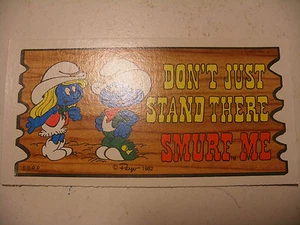 DON'T JUST
STAND THERE
SMURF ME
© Peyo 1982